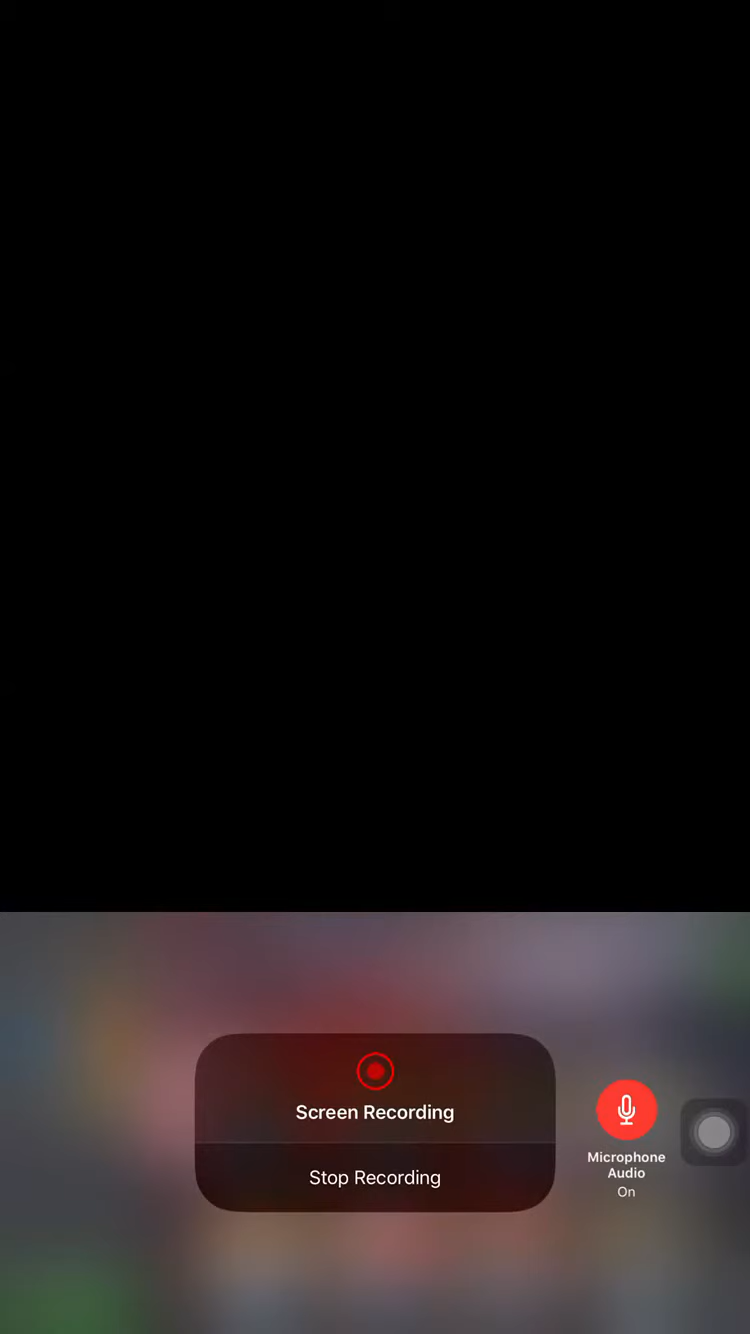 Screen Recording
Stop Recording
Microphone
Audio
On